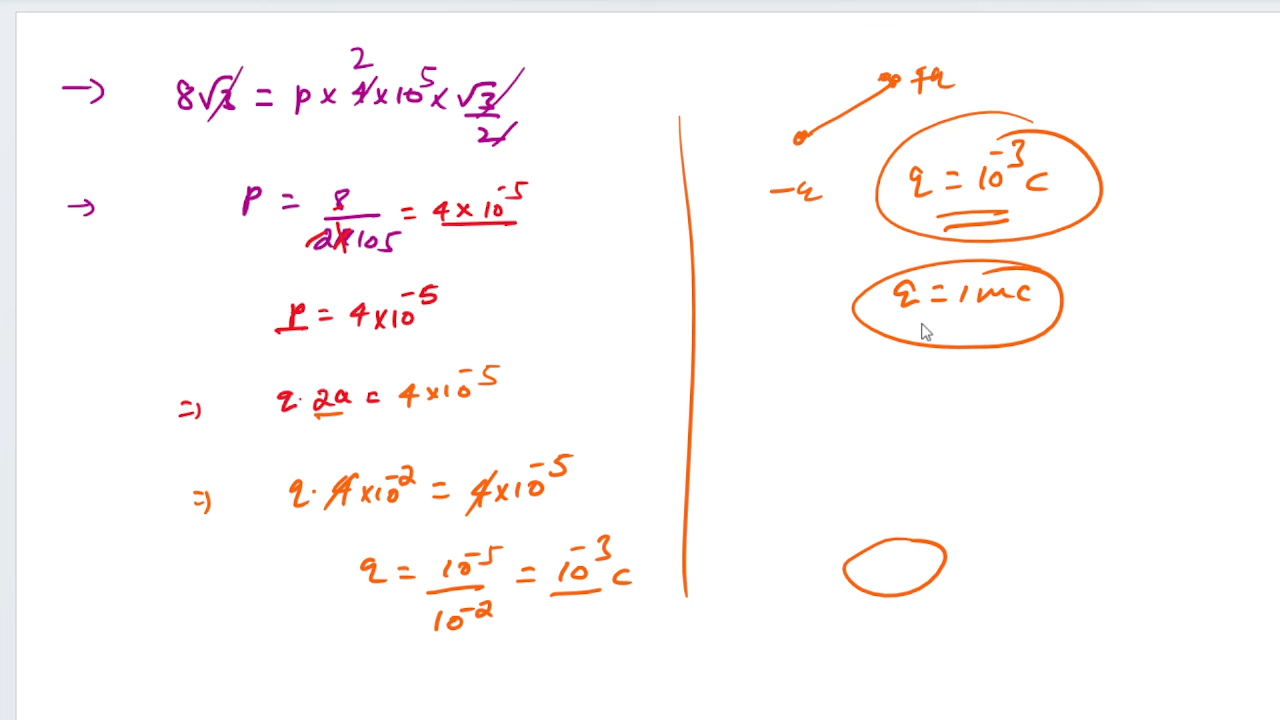 → 8√3 = p × 4 2 × 10⁵ × √3/2
→ p = 8/(2×10⁵) = 4 × 10⁻⁵
p = 4×10⁻⁵
⇒ q · 2a = 4×10⁻⁵
⇒ q · 4×10⁻² = 4×10⁻⁵
q = 10⁻⁵/10⁻² = 10⁻³ C
+q
−q
q = 10⁻³ C
q = 1mC